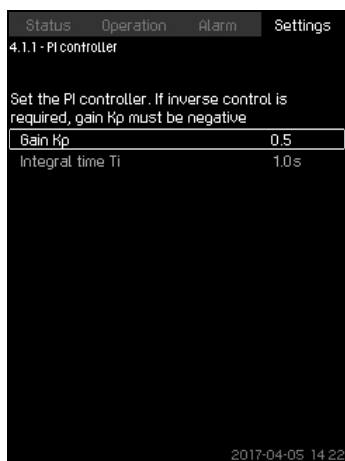 Status Operation Alarm Settings
4.1.1 - PI controller
Set the PI controller. If inverse control is
required, gain Kp must be negative
Gain Kp 0.5
Integral time Ti 1.0s
2017-04-05 14:22